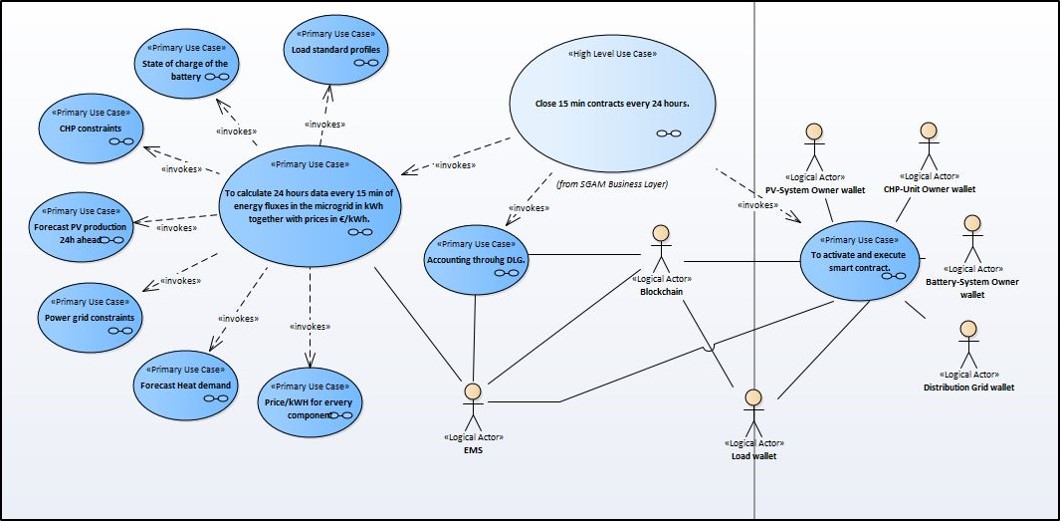 «Primary Use Case»
State of charge of the
battery
«Primary Use Case»
Load standard profiles
«High Level Use Case»
Close 15 min contracts every 24 hours.
(from SGAM Business Layer)
«Primary Use Case»
CHP constraints
«invokes»
«invokes»
«invokes»
«invokes»
«invokes»
«Primary Use Case»
To calculate 24 hours data every 15 min of
energy fluxes in the microgrid in kWh
together with prices in €/kWh.
«Logical Actor»
PV-System Owner wallet
«Logical Actor»
CHP-Unit Owner wallet
«Primary Use Case»
Forecast PV production
24h ahead
«invokes»
«invokes»
«Primary Use Case»
Accounting throuhg DLG.
«Logical Actor»
Blockchain
«Primary Use Case»
To activate and execute
smart contract.
«Logical Actor»
Battery-System Owner
wallet
«Primary Use Case»
Power grid constraints
«invokes»
«invokes»
«invokes»
«Primary Use Case»
Forecast Heat demand
«Primary Use Case»
Price/kWH for ervery
component
«Logical Actor»
Distribution Grid wallet
«Logical Actor»
EMS
«Logical Actor»
Load wallet